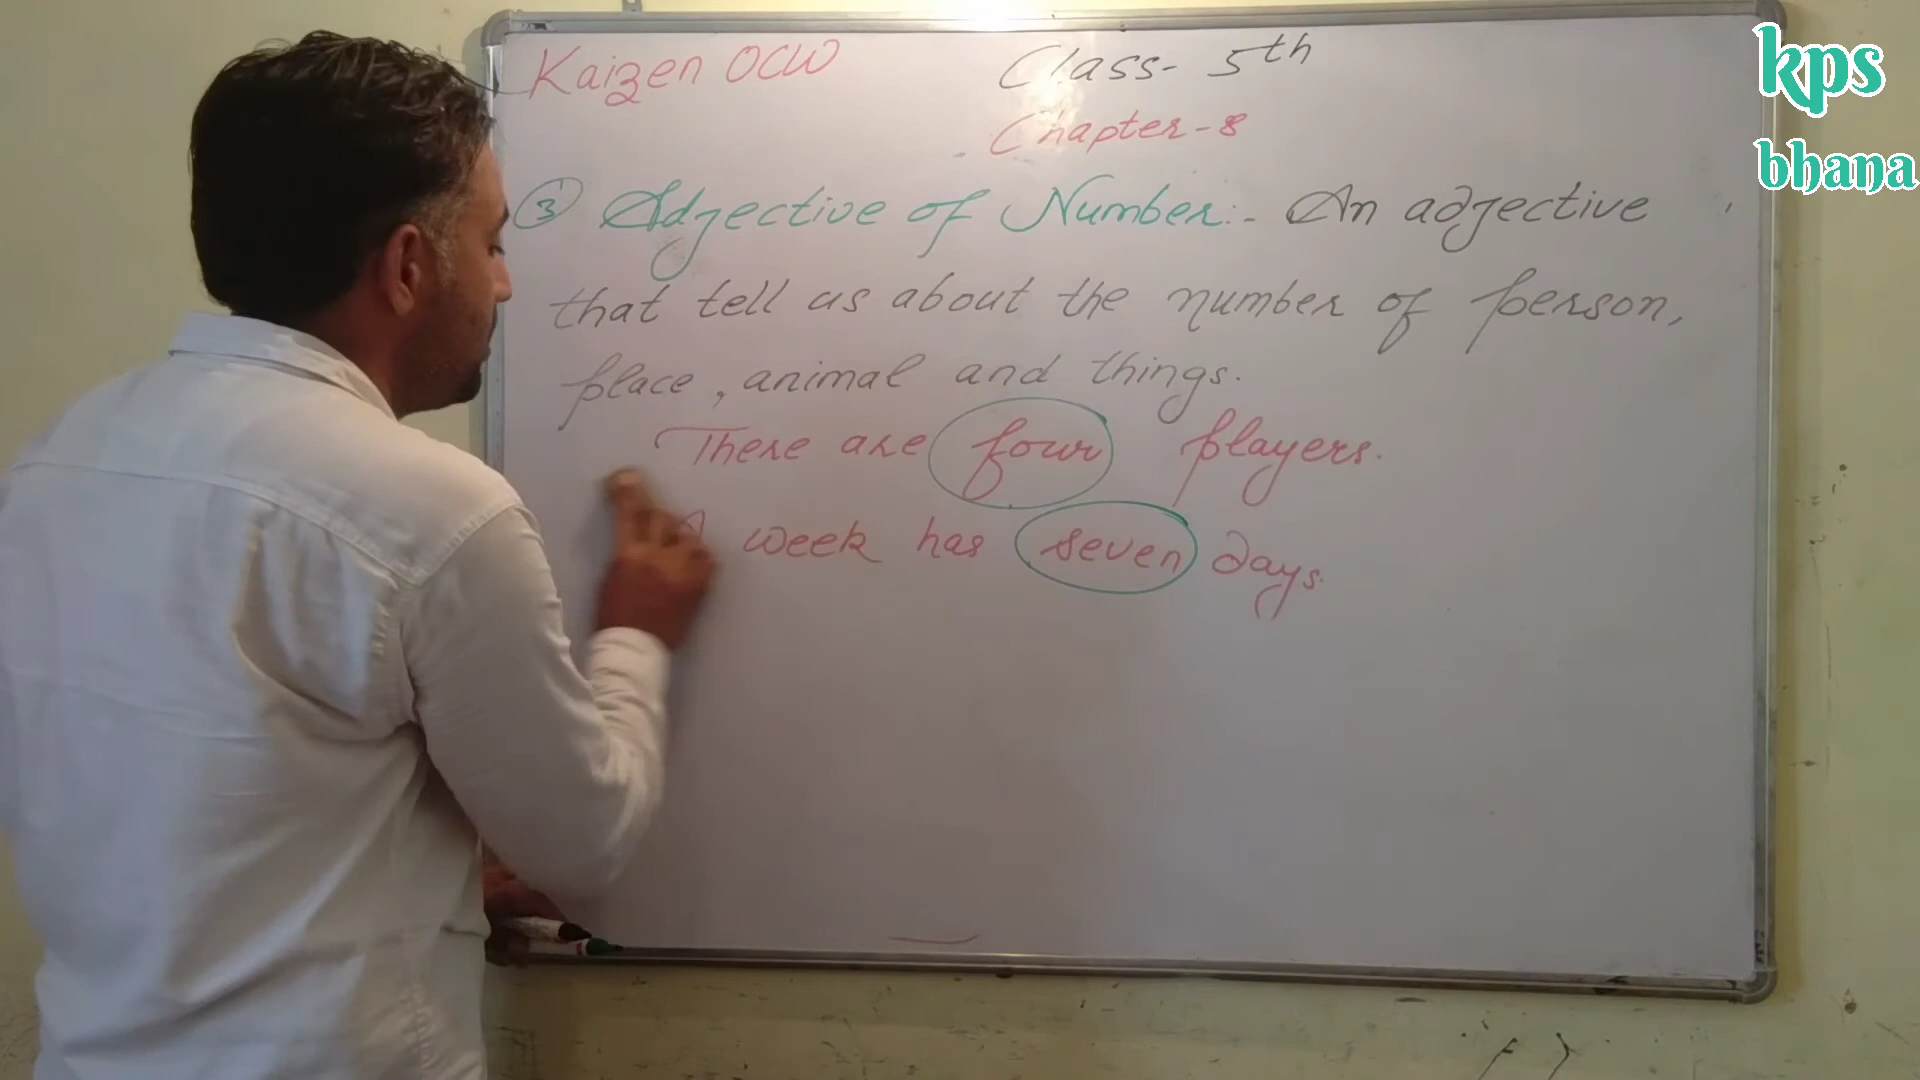 Kaizen OCW
Class- 5th
Chapter-8
3 Adjective of Number:- An adjective
that tell us about the number of person,
place, animal and things.
There are four players.
A week has seven days.
kps
bhana